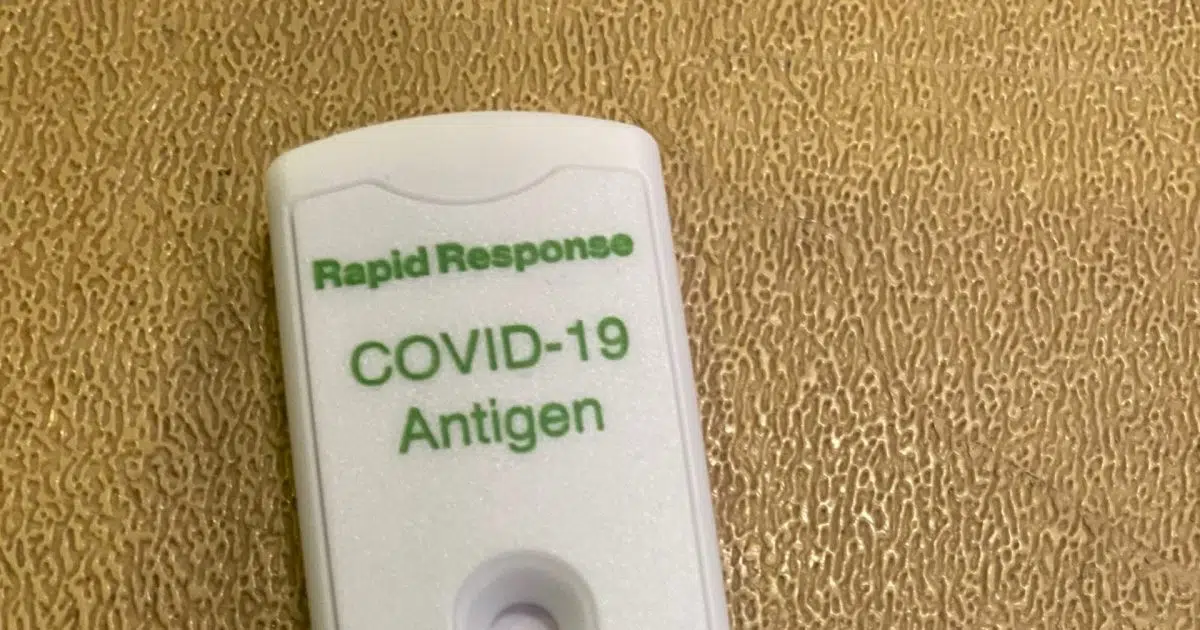 Rapid Response
COVID-19
Antigen